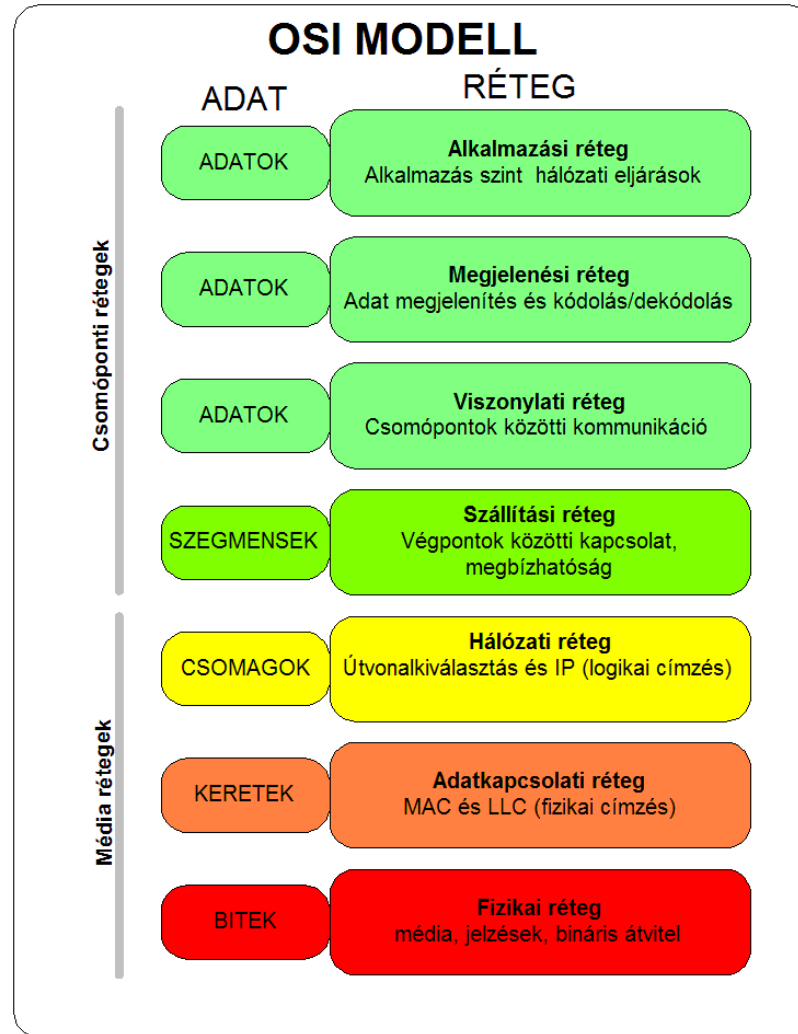 OSI MODELL
ADAT
RÉTEG
Csomóponti rétegek
ADATOK
Alkalmazási réteg
Alkalmazás szint hálózati eljárások
ADATOK
Megjelenési réteg
Adat megjelenítés és kódolás/dekódolás
ADATOK
Viszonylati réteg
Csomópontok közötti kommunikáció
SZEGMENSEK
Szállítási réteg
Végpontok közötti kapcsolat,
megbízhatóság
Média rétegek
CSOMAGOK
Hálózati réteg
Útvonalkiválasztás és IP (logikai címzés)
KERETEK
Adatkapcsolati réteg
MAC és LLC (fizikai címzés)
BITEK
Fizikai réteg
média, jelzések, bináris átvitel